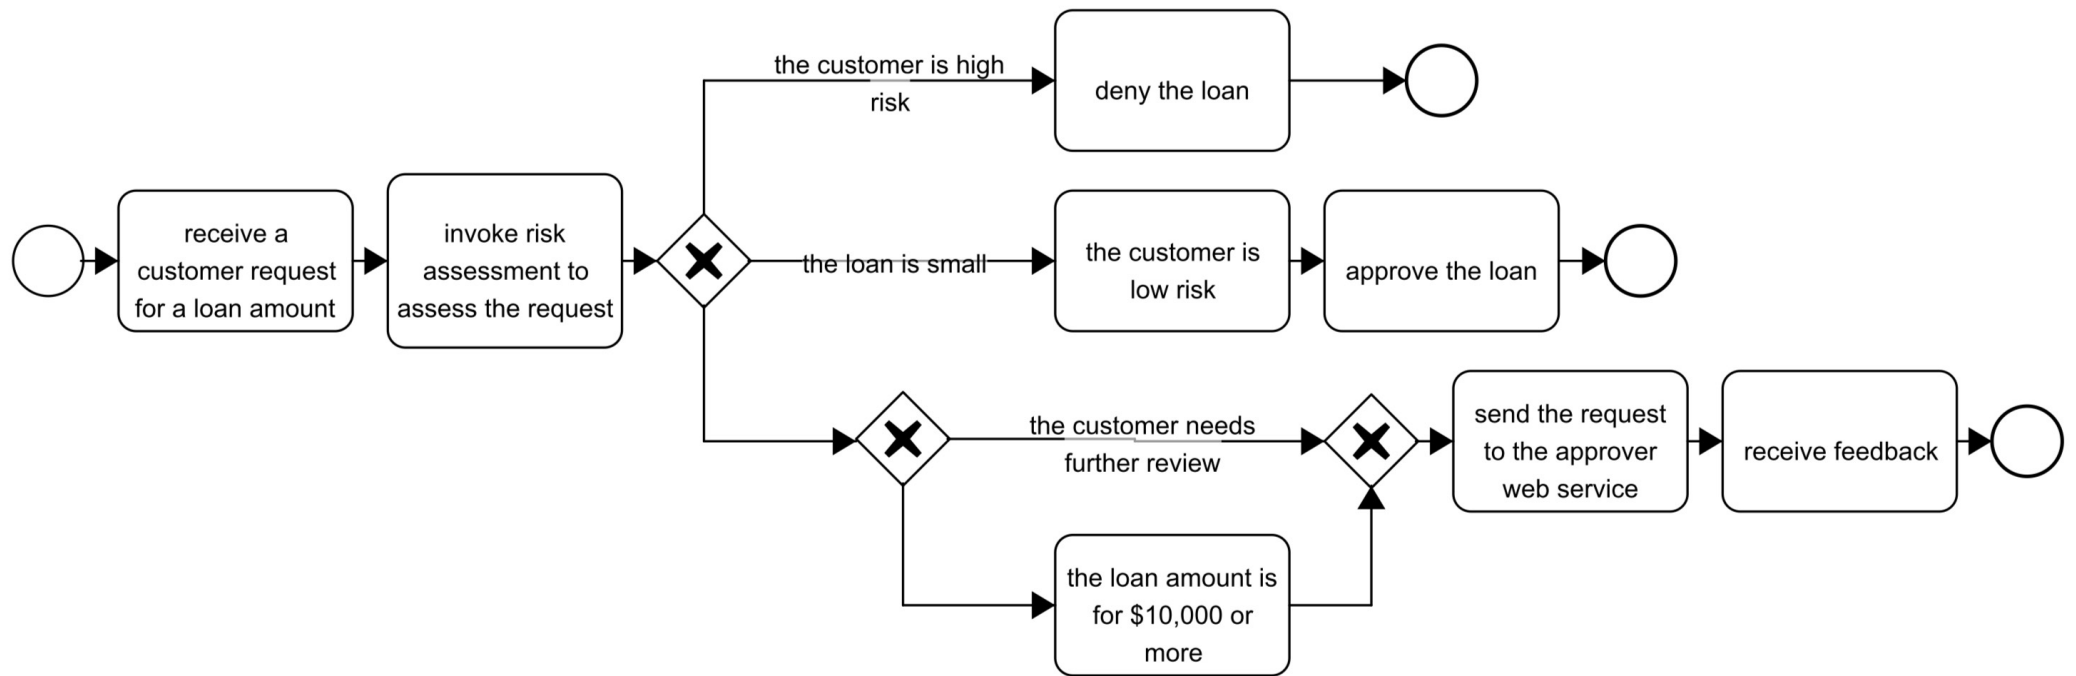 receive a
customer request
for a loan amount
invoke risk
assessment to
assess the request
the customer is high
risk
deny the loan
the loan is small
the customer is
low risk
approve the loan
the customer needs
further review
the loan amount is
for $10,000 or
more
send the request
to the approver
web service
receive feedback